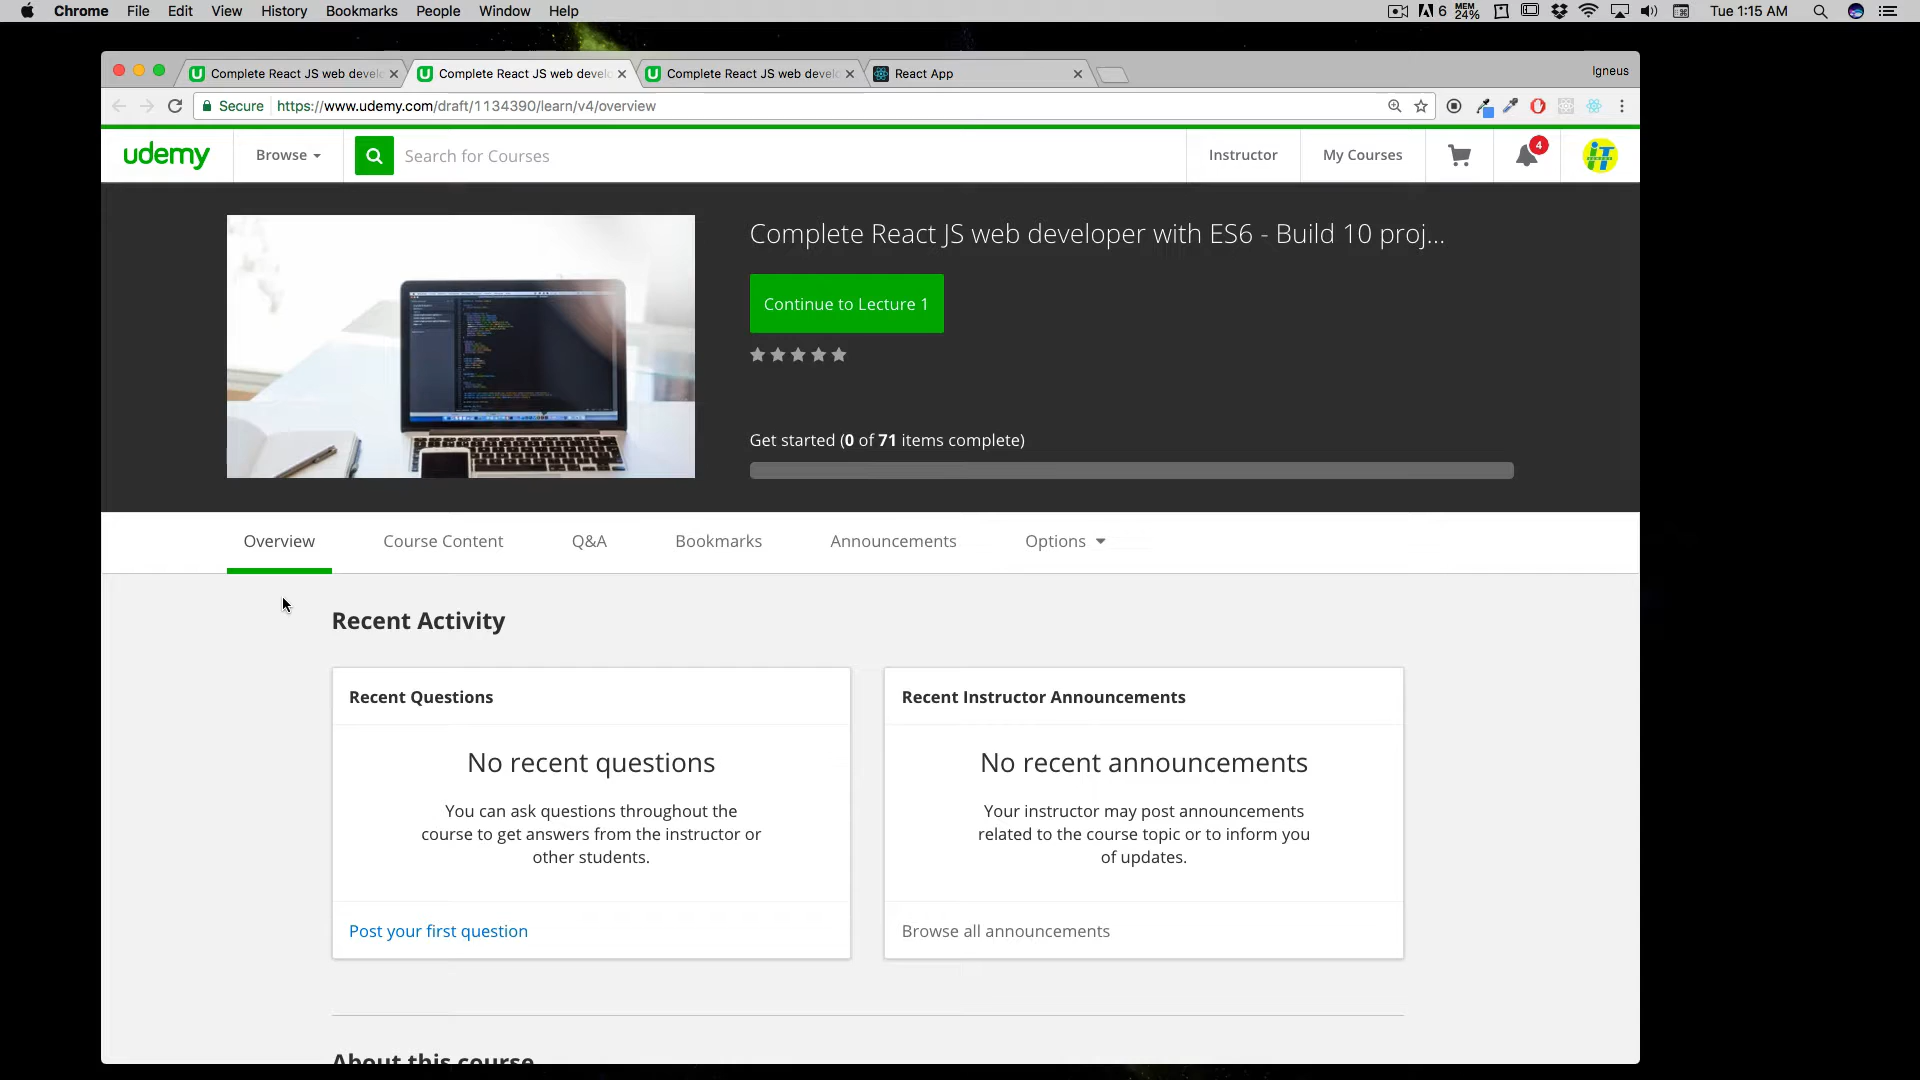 Chrome File Edit View History Bookmarks People Window Help
6 MEM 24% Tue 1:15 AM
Complete React JS web develo Complete React JS web develo Complete React JS web develo React App Igneus
Secure https://www.udemy.com/draft/1134390/learn/v4/overview
udemy Browse Search for Courses Instructor My Courses 4 iT
Complete React JS web developer with ES6 - Build 10 proj...
Continue to Lecture 1
Get started (0 of 71 items complete)
Overview Course Content Q&A Bookmarks Announcements Options
Recent Activity
Recent Questions
No recent questions
You can ask questions throughout the
course to get answers from the instructor or
other students.
Post your first question
Recent Instructor Announcements
No recent announcements
Your instructor may post announcements
related to the course topic or to inform you
of updates.
Browse all announcements
About this course